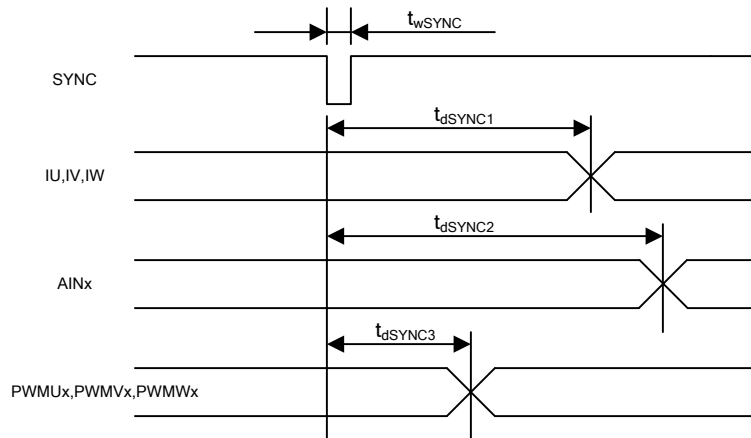 twSYNC
SYNC
tdSYNC1
IU,IV,IW
tdSYNC2
AINx
tdSYNC3
PWMUx,PWMVx,PWMWx